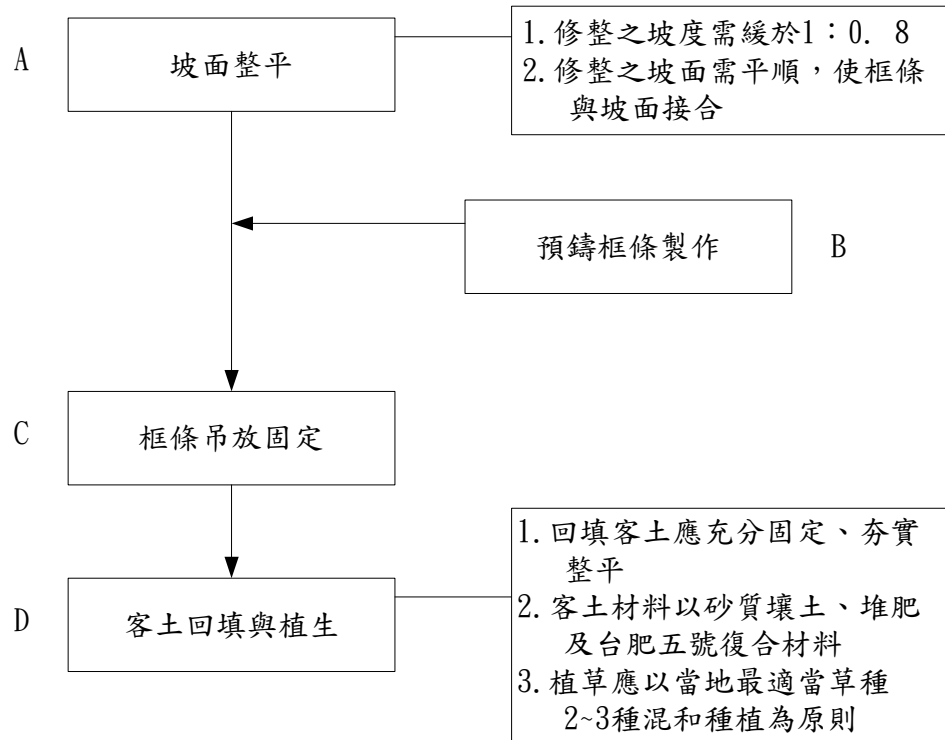 A
坡面整平
1.修整之坡度需緩於1：0. 8
2.修整之坡面需平順，使框條
與坡面接合
預鑄框條製作
B
C
框條吊放固定
D
客土回填與植生
1.回填客土應充分固定、夯實
整平
2.客土材料以砂質壤土、堆肥
及台肥五號復合材料
3.植草應以當地最適當草種
2~3種混和種植為原則